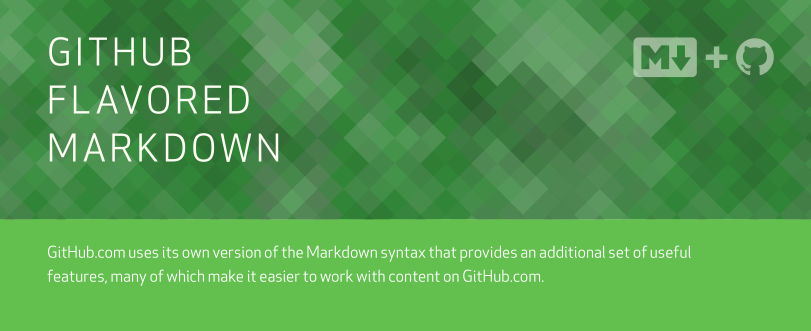 GITHUB
FLAVORED
MARKDOWN
M
+
GitHub.com uses its own version of the Markdown syntax that provides an additional set of useful
features, many of which make it easier to work with content on GitHub.com.